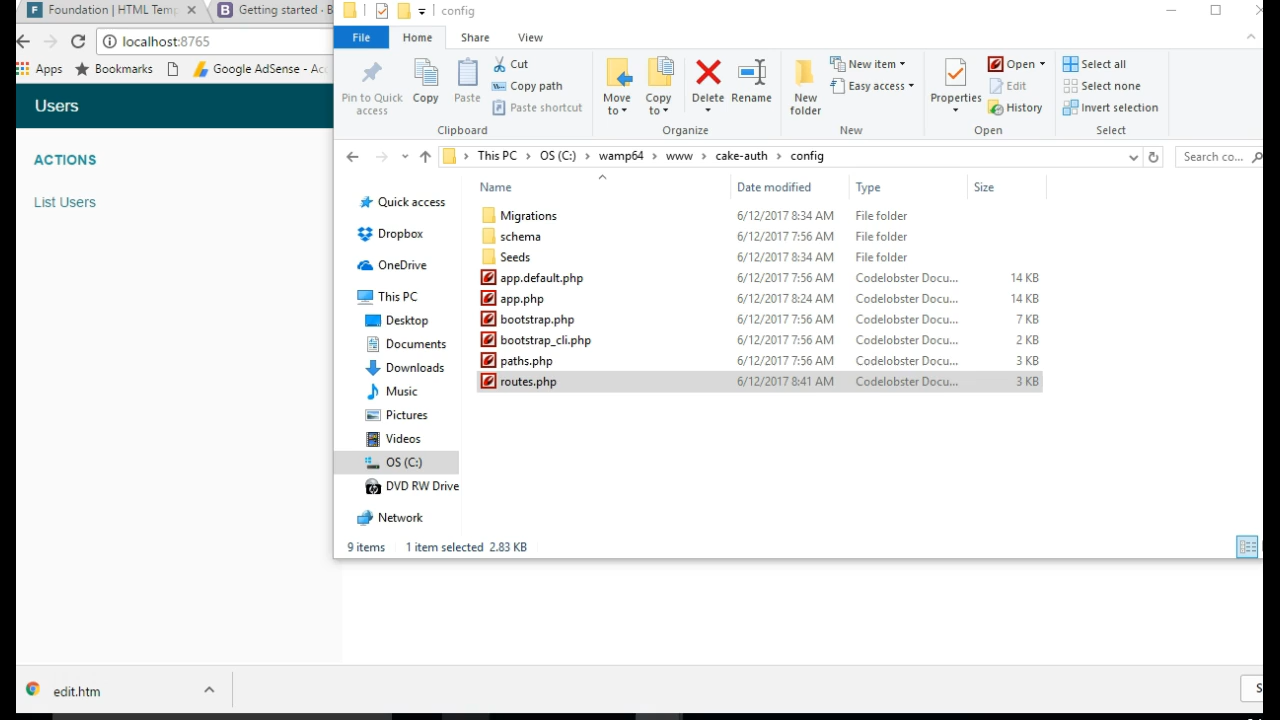 Foundation | HTML Temp
Getting started · B
config
localhost:8765
Apps Bookmarks Google AdSense - Acc
Users
ACTIONS
List Users
File Home Share View
Pin to Quick access
Copy
Paste
Cut
Copy path
Paste shortcut
Clipboard
Move to
Copy to
Delete
Rename
Organize
New folder
New item
Easy access
New
Properties
Open
Edit
History
Open
Select all
Select none
Invert selection
Select
This PC › OS (C:) › wamp64 › www › cake-auth › config
Search co...
Quick access
Dropbox
OneDrive
This PC
Desktop
Documents
Downloads
Music
Pictures
Videos
OS (C:)
DVD RW Drive
Network
Name Date modified Type Size
Migrations 6/12/2017 8:34 AM File folder
schema 6/12/2017 7:56 AM File folder
Seeds 6/12/2017 8:34 AM File folder
app.default.php 6/12/2017 7:56 AM Codelobster Docu... 14 KB
app.php 6/12/2017 8:24 AM Codelobster Docu... 14 KB
bootstrap.php 6/12/2017 7:56 AM Codelobster Docu... 7 KB
bootstrap_cli.php 6/12/2017 7:56 AM Codelobster Docu... 2 KB
paths.php 6/12/2017 7:56 AM Codelobster Docu... 3 KB
routes.php 6/12/2017 8:41 AM Codelobster Docu... 3 KB
9 items 1 item selected 2.83 KB
edit.htm
S